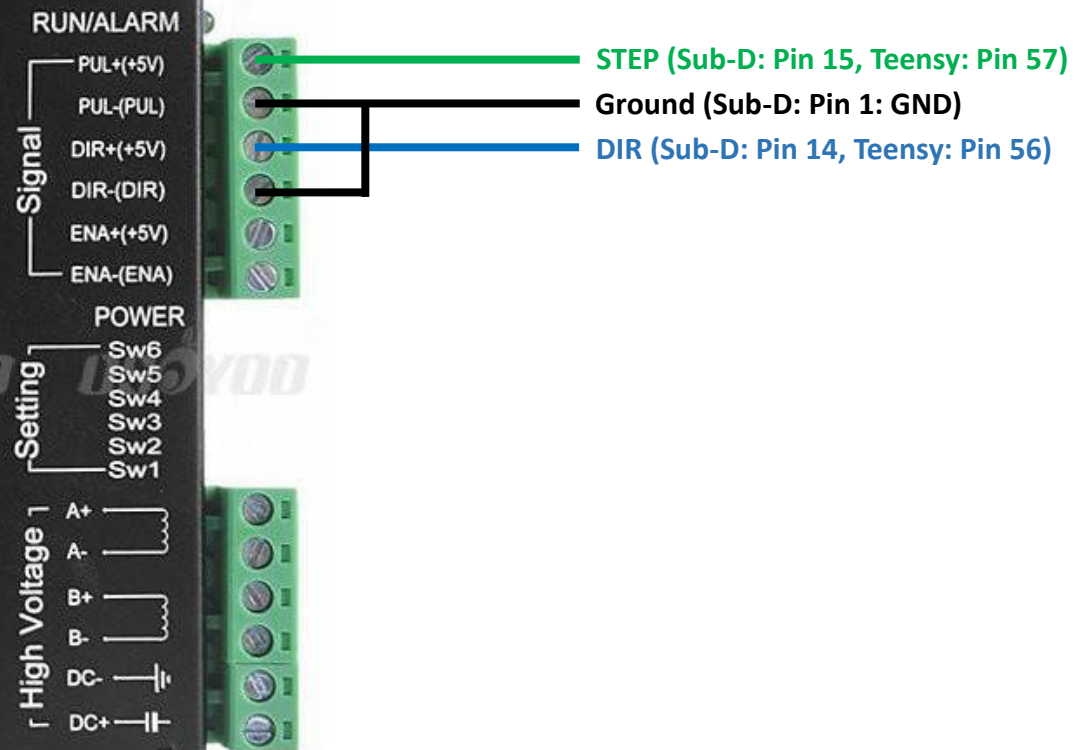 RUN/ALARM
PUL+(+5V)
PUL-(PUL)
DIR+(+5V)
DIR-(DIR)
ENA+(+5V)
ENA-(ENA)
Signal
STEP (Sub-D: Pin 15, Teensy: Pin 57)
Ground (Sub-D: Pin 1: GND)
DIR (Sub-D: Pin 14, Teensy: Pin 56)
POWER
Sw6
Sw5
Sw4
Sw3
Sw2
Sw1
Setting
A+
A-
B+
B-
DC-
DC+
High Voltage